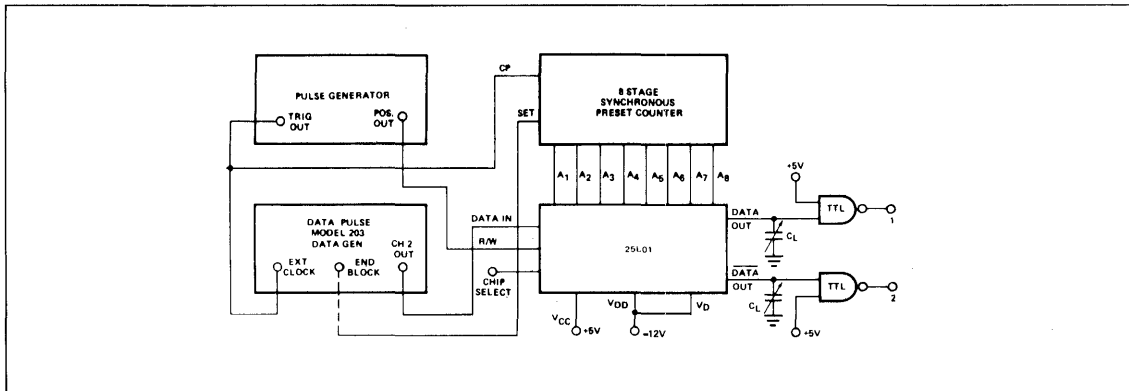 PULSE GENERATOR
TRIG
OUT
POS.
OUT
CP
SET
8 STAGE
SYNCHRONOUS
PRESET COUNTER
A1
A2
A3
A4
A5
A6
A7
A8
DATA PULSE
MODEL 203
DATA GEN
EXT
CLOCK
END
BLOCK
CH 2
OUT
DATA IN
R/W
CHIP
SELECT
25L01
VCC
+5V
VDD
-12V
VD
DATA
OUT
CL
+5V
TTL
1
DATA
OUT
CL
TTL
2
+5V